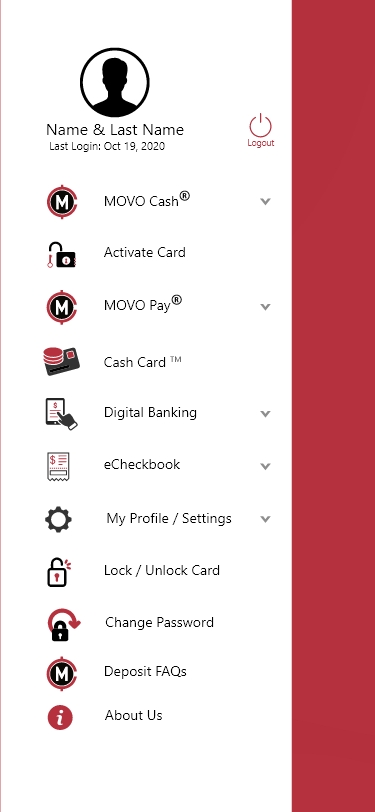 Name & Last Name
Last Login: Oct 19, 2020
Logout
M MOVO Cash®
Activate Card
M MOVO Pay®
Cash Card ™
$ Digital Banking
$ eCheckbook
My Profile / Settings
Lock / Unlock Card
Change Password
M Deposit FAQs
i About Us